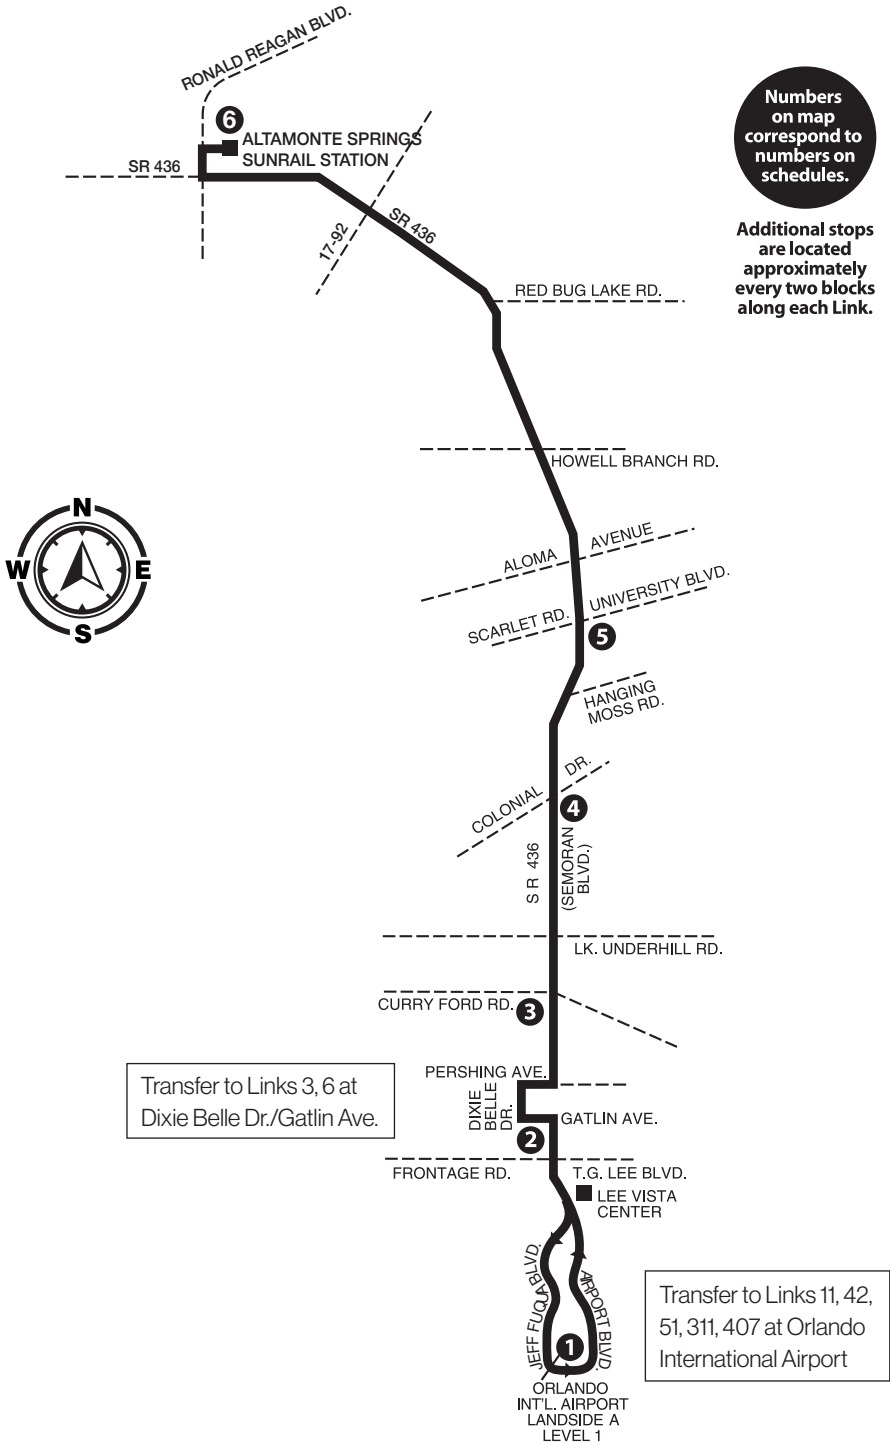 RONALD REAGAN BLVD.
6
ALTAMONTE SPRINGS
SUNRAIL STATION
SR 436
17-92
SR 436
Numbers
on map
correspond to
numbers on
schedules.
Additional stops
are located
approximately
every two blocks
along each Link.
RED BUG LAKE RD.
HOWELL BRANCH RD.
N
W E
S
ALOMA AVENUE
SCARLET RD. UNIVERSITY BLVD.
5
HANGING
MOSS RD.
COLONIAL DR.
4
S R 436
(SEMORAN
BLVD.)
LK. UNDERHILL RD.
CURRY FORD RD.
3
PERSHING AVE.
Transfer to Links 3, 6 at
Dixie Belle Dr./Gatlin Ave.
DIXIE
BELLE
DR.
GATLIN AVE.
2
FRONTAGE RD.
T.G. LEE BLVD.
LEE VISTA
CENTER
JEFF FUQUA BLVD.
AIRPORT BLVD.
1
Transfer to Links 11, 42,
51, 311, 407 at Orlando
International Airport
ORLANDO
INT'L. AIRPORT
LANDSIDE A
LEVEL 1